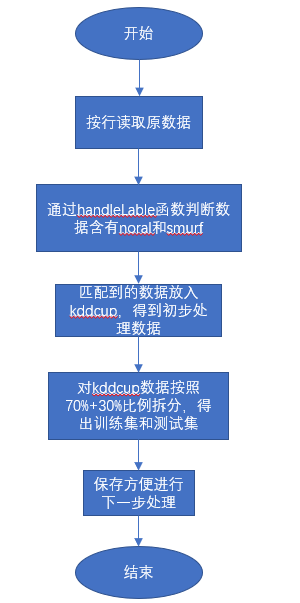 开始
按行读取原数据
通过handleLable函数判断数
据含有noral和smurf
匹配到的数据放入
kddcup，得到初步处
理数据
对kddcup数据按照
70%+30%比例拆分，得
出训练集和测试集
保存方便进行
下一步处理
结束